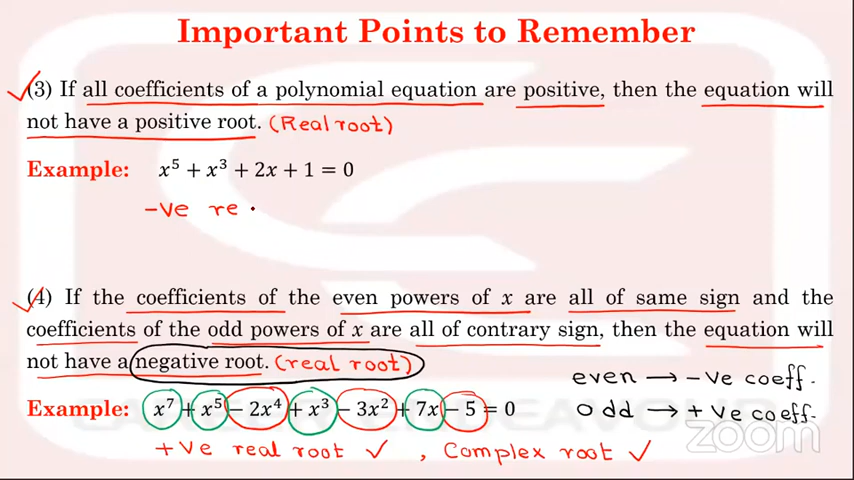 Important Points to Remember
(3) If all coefficients of a polynomial equation are positive, then the equation will
not have a positive root. (Real root)
Example: x⁵ + x³ + 2x + 1 = 0
-ve re
(4) If the coefficients of the even powers of x are all of same sign and the
coefficients of the odd powers of x are all of contrary sign, then the equation will
not have a negative root. (real root)
even → -ve coeff.
Example: x⁷ + x⁵ - 2x⁴ + x³ - 3x² + 7x - 5 = 0
odd → +ve coeff.
zoom
+ve real root ✓, Complex root ✓